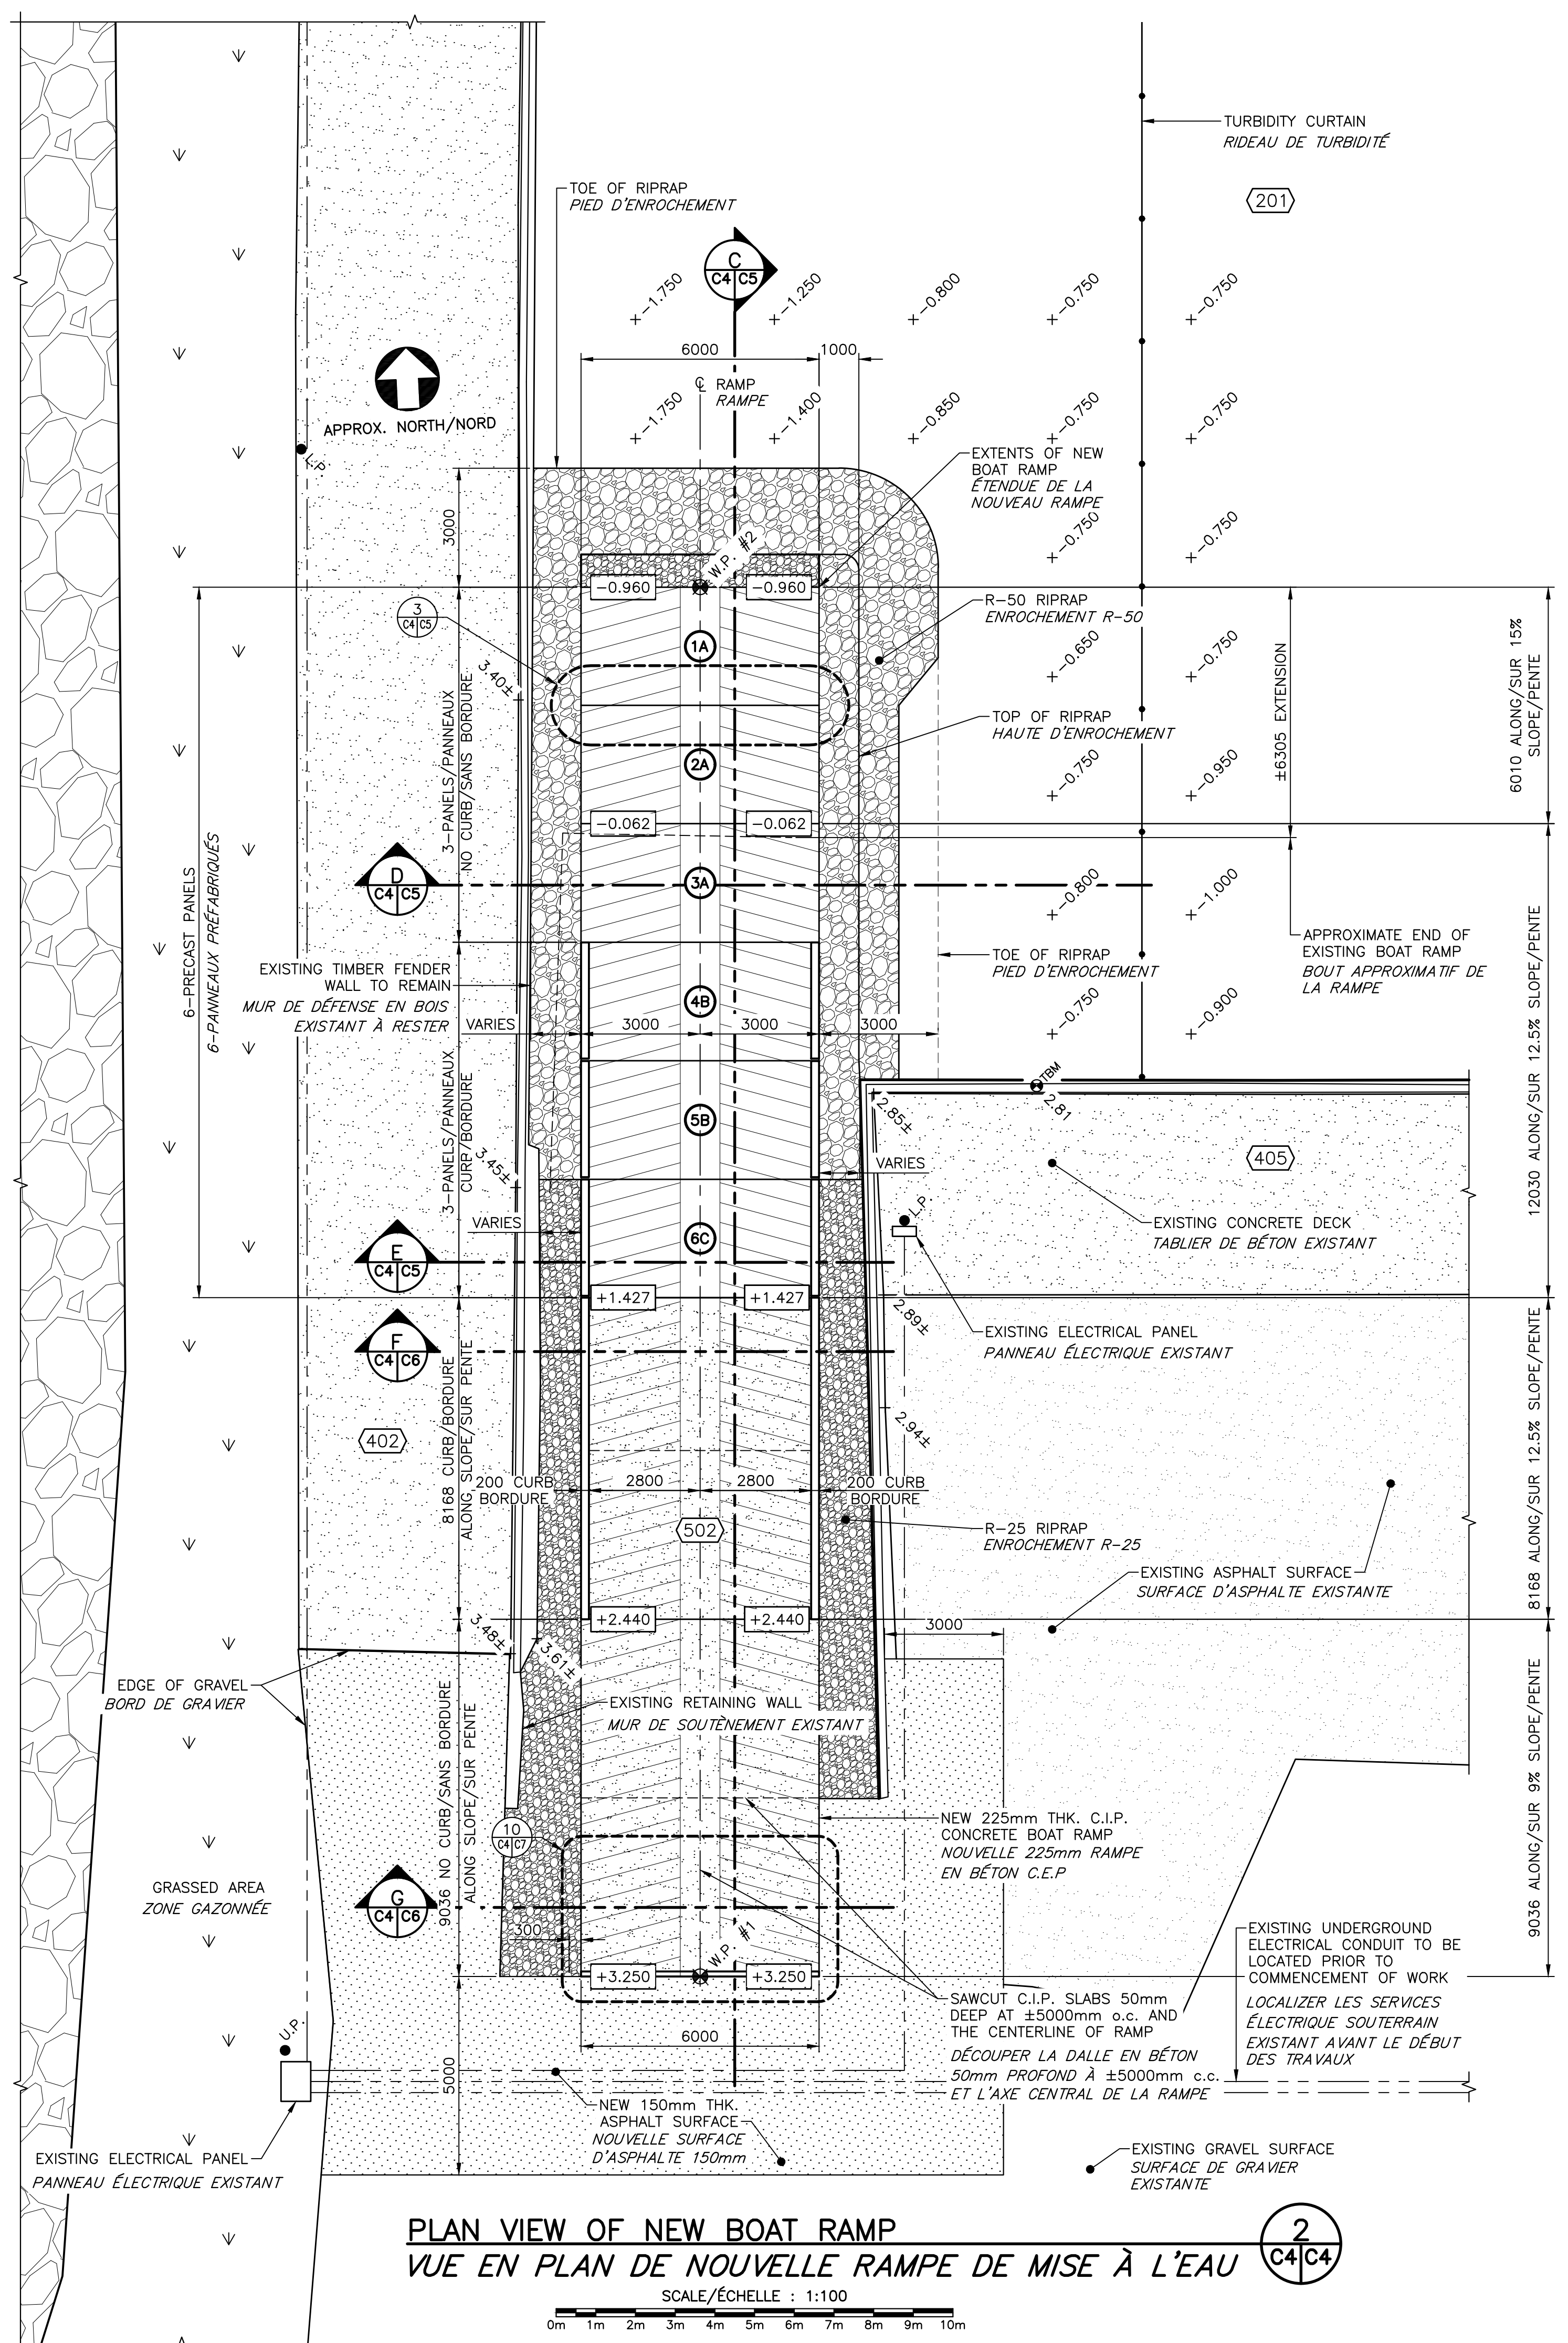 TURBIDITY CURTAIN
RIDEAU DE TURBIDITÉ
201
TOE OF RIPRAP
PIED D'ENROCHEMENT
C
C4 C5
-1.750
-1.250
-0.800
-0.750
-0.750
6000
1000
℄ RAMP
RAMPE
APPROX. NORTH/NORD
L.P.
-1.750
-1.400
-0.850
-0.750
-0.750
EXTENTS OF NEW
BOAT RAMP
ÉTENDUE DE LA
NOUVEAU RAMPE
3000
-0.750
-0.750
W.P. #2
-0.960
-0.960
3
C4 C5
R-50 RIPRAP
ENROCHEMENT R-50
1A
3.40±
-0.650
-0.750
±6305 EXTENSION
6010 ALONG/SUR 15%
SLOPE/PENTE
3-PANELS/PANNEAUX
NO CURB/SANS BORDURE
TOP OF RIPRAP
HAUTE D'ENROCHEMENT
2A
-0.750
-0.950
-0.062
-0.062
6-PRECAST PANELS
6-PANNEAUX PRÉFABRIQUÉS
D
C4 C5
3A
-0.800
-1.000
APPROXIMATE END OF
EXISTING BOAT RAMP
BOUT APPROXIMATIF DE
LA RAMPE
TOE OF RIPRAP
PIED D'ENROCHEMENT
EXISTING TIMBER FENDER
WALL TO REMAIN
MUR DE DÉFENSE EN BOIS
EXISTANT À RESTER
4B
VARIES
3000
3000
3000
-0.750
-0.900
12030 ALONG/SUR 12.5% SLOPE/PENTE
3-PANELS/PANNEAUX
CURB/BORDURE
TBM
2.81
2.85±
5B
3.45±
VARIES
405
VARIES
L.P.
EXISTING CONCRETE DECK
TABLIER DE BÉTON EXISTANT
E
C4 C5
6C
+1.427
+1.427
2.89±
EXISTING ELECTRICAL PANEL
PANNEAU ÉLECTRIQUE EXISTANT
F
C4 C6
402
8168 CURB/BORDURE
ALONG SLOPE/SUR PENTE
2.94±
8168 ALONG/SUR 12.5% SLOPE/PENTE
200 CURB
BORDURE
2800
2800
200 CURB
BORDURE
502
R-25 RIPRAP
ENROCHEMENT R-25
EXISTING ASPHALT SURFACE
SURFACE D'ASPHALTE EXISTANTE
+2.440
+2.440
3000
3.48±
3.61±
EDGE OF GRAVEL
BORD DE GRAVIER
EXISTING RETAINING WALL
MUR DE SOUTÈNEMENT EXISTANT
9036 NO CURB/SANS BORDURE
ALONG SLOPE/SUR PENTE
9036 ALONG/SUR 9% SLOPE/PENTE
10
C4 C7
NEW 225mm THK. C.I.P.
CONCRETE BOAT RAMP
NOUVELLE 225mm RAMPE
EN BÉTON C.E.P
GRASSED AREA
ZONE GAZONNÉE
G
C4 C6
300
W.P. #1
+3.250
+3.250
EXISTING UNDERGROUND
ELECTRICAL CONDUIT TO BE
LOCATED PRIOR TO
COMMENCEMENT OF WORK
LOCALIZER LES SERVICES
ÉLECTRIQUE SOUTERRAIN
EXISTANT AVANT LE DÉBUT
DES TRAVAUX
SAWCUT C.I.P. SLABS 50mm
DEEP AT ±5000mm o.c. AND
THE CENTERLINE OF RAMP
DÉCOUPER LA DALLE EN BÉTON
50mm PROFOND À ±5000mm c.c.
ET L'AXE CENTRAL DE LA RAMPE
U.P.
6000
5000
NEW 150mm THK.
ASPHALT SURFACE
NOUVELLE SURFACE
D'ASPHALTE 150mm
EXISTING ELECTRICAL PANEL
PANNEAU ÉLECTRIQUE EXISTANT
EXISTING GRAVEL SURFACE
SURFACE DE GRAVIER
EXISTANTE
PLAN VIEW OF NEW BOAT RAMP
VUE EN PLAN DE NOUVELLE RAMPE DE MISE À L'EAU
2
C4 C4
SCALE/ÉCHELLE : 1:100
0m 1m 2m 3m 4m 5m 6m 7m 8m 9m 10m